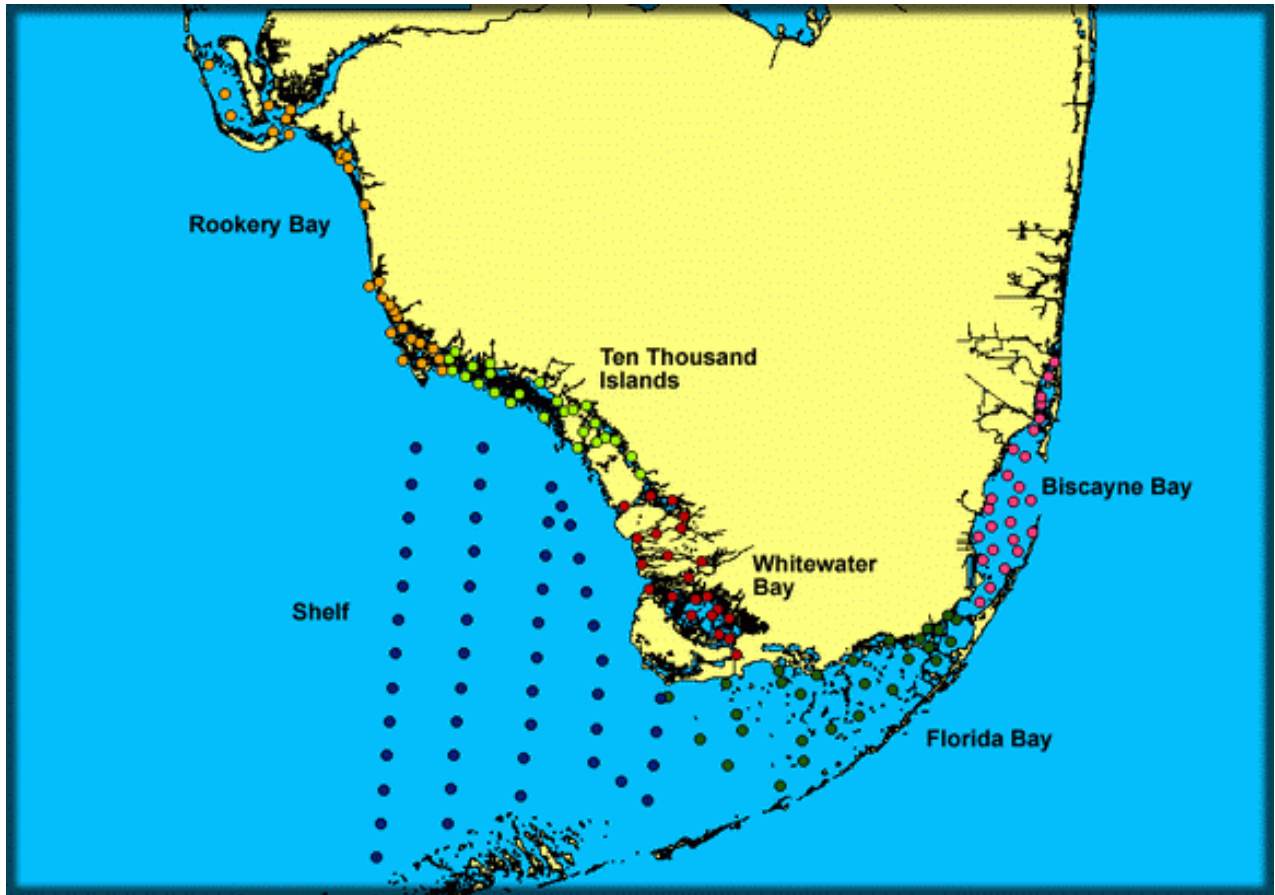 Rookery Bay
Ten Thousand
Islands
Biscayne Bay
Whitewater
Bay
Shelf
Florida Bay